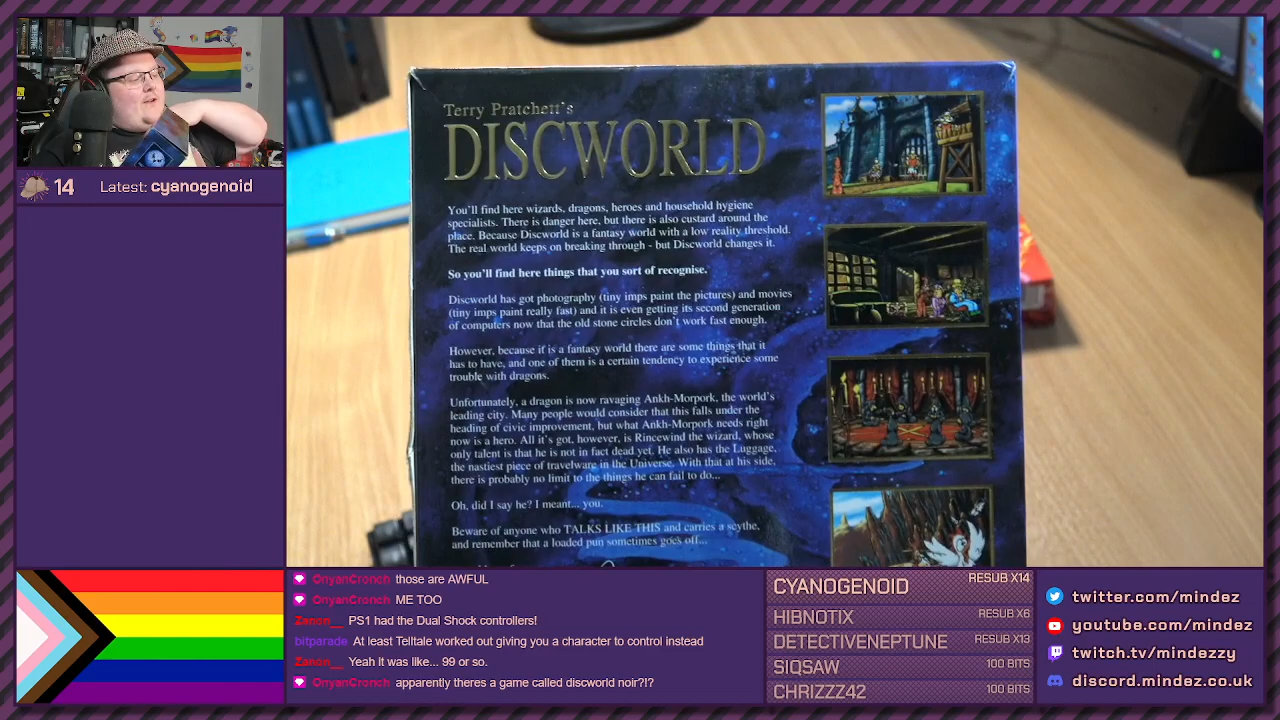 Terry Pratchett's
DISCWORLD
You'll find here wizards, dragons, heroes and household hygiene
specialists. There is danger here, but there is also custard around the
place. Because Discworld is a fantasy world with a low reality threshold.
The real world keeps on breaking through - but Discworld changes it.
So you'll find here things that you sort of recognise.
Discworld has got photography (tiny imps paint the pictures) and movies
(tiny imps paint really fast) and it is even getting its second generation
of computers now that the old stone circles don't work fast enough.
However, because if is a fantasy world there are some things that it
has to have, and one of them is a certain tendency to experience some
trouble with dragons.
Unfortunately, a dragon is now ravaging Ankh-Morpork, the world's
leading city. Many people would consider that this falls under the
heading of civic improvement, but what Ankh-Morpork needs right
now is a hero. All it's got, however, is Rincewind the wizard, whose
only talent is that he is not in fact dead yet. He also has the Luggage,
the nastiest piece of travelware in the Universe. With that at his side,
there is probably no limit to the things he can fail to do...
Oh, did I say he? I meant... you.
Beware of anyone who TALKS LIKE THIS and carries a scythe,
and remember that a loaded pun sometimes goes off...
14 Latest: cyanogenoid
OnyanCronch those are AWFUL
OnyanCronch ME TOO
Zanon__ PS1 had the Dual Shock controllers!
bitparade At least Telltale worked out giving you a character to control instead
Zanon__ Yeah It was like... 99 or so.
OnyanCronch apparently theres a game called discworld noir?!?
CYANOGENOID RESUB X14
HIBNOTIX RESUB X6
DETECTIVENEPTUNE RESUB X13
SIQSAW 100 BITS
CHRIZZZ42 100 BITS
twitter.com/mindez
youtube.com/mindez
twitch.tv/mindezzy
discord.mindez.co.uk